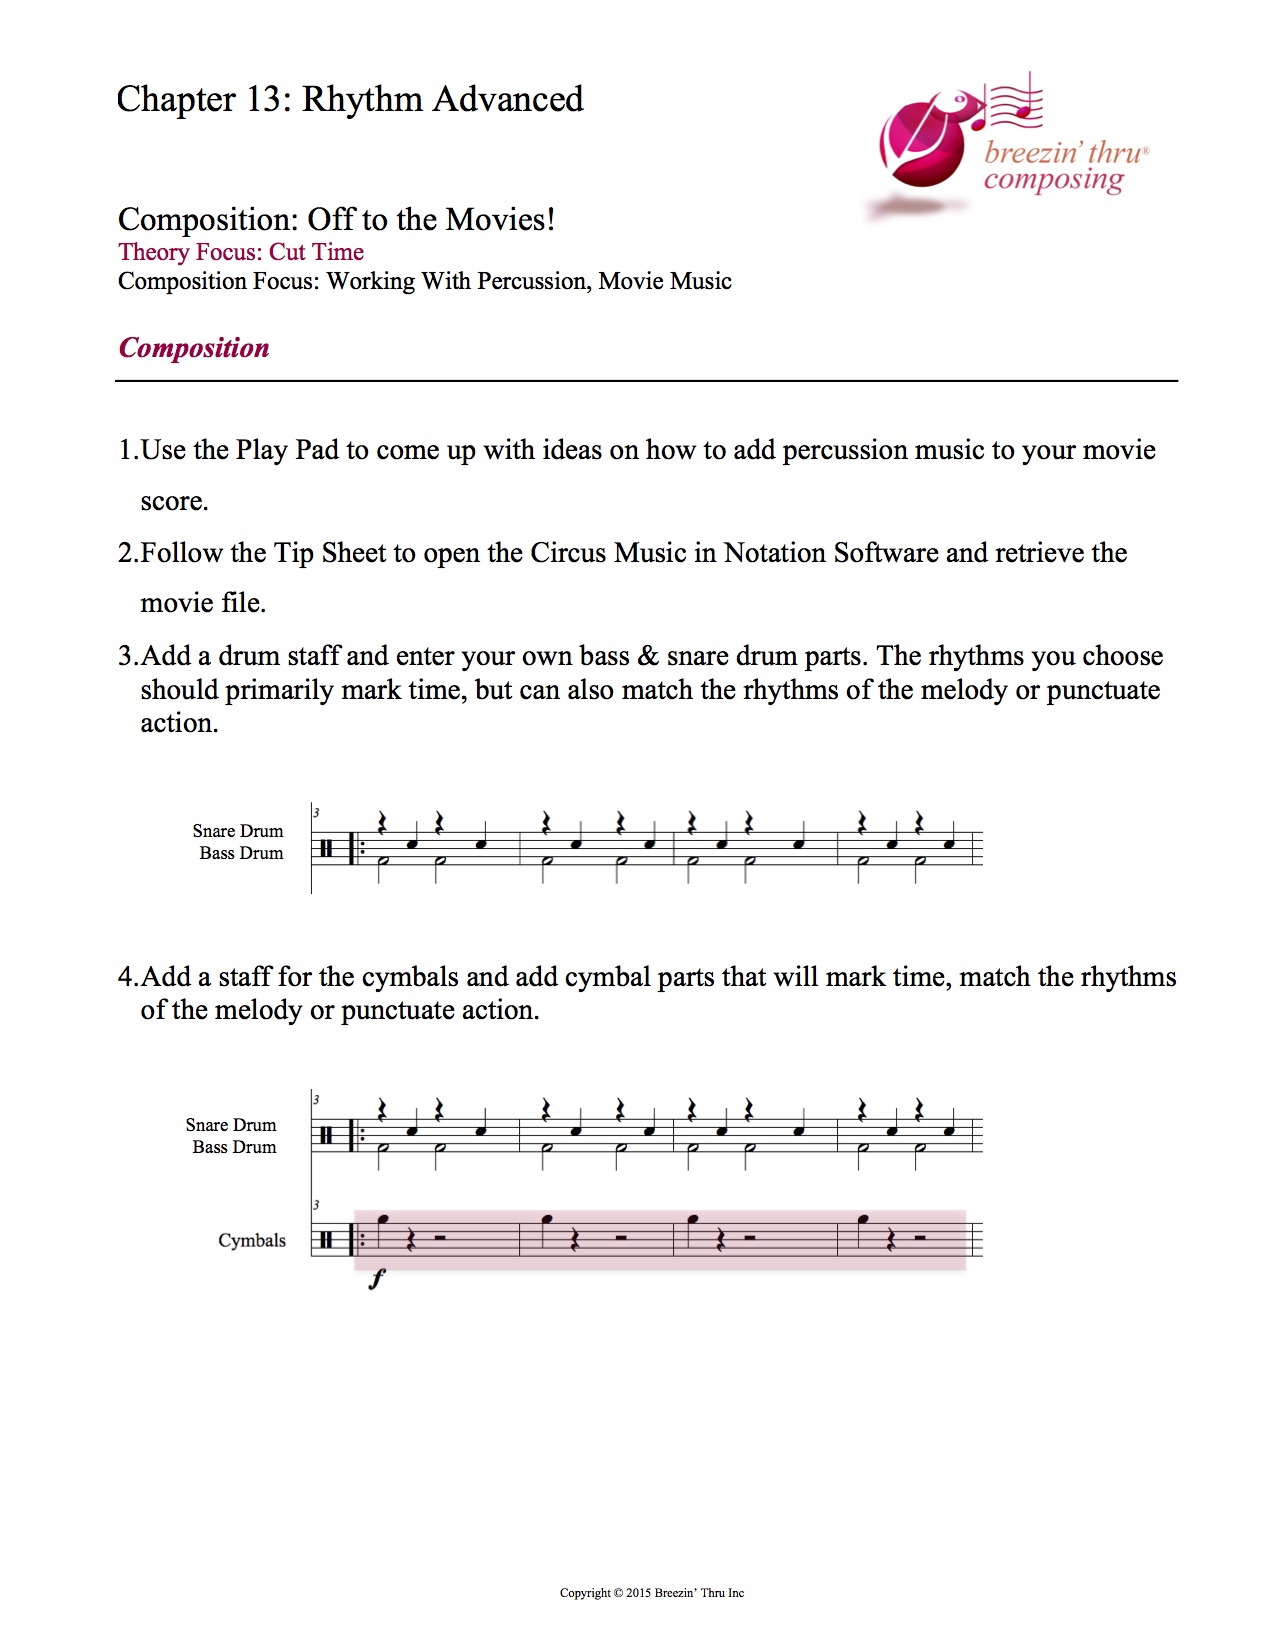 Chapter 13: Rhythm Advanced
breezin' thru®
composing
Composition: Off to the Movies!
Theory Focus: Cut Time
Composition Focus: Working With Percussion, Movie Music
Composition
1.Use the Play Pad to come up with ideas on how to add percussion music to your movie
score.
2.Follow the Tip Sheet to open the Circus Music in Notation Software and retrieve the
movie file.
3.Add a drum staff and enter your own bass & snare drum parts. The rhythms you choose
should primarily mark time, but can also match the rhythms of the melody or punctuate
action.
3
Snare Drum
Bass Drum
4.Add a staff for the cymbals and add cymbal parts that will mark time, match the rhythms
of the melody or punctuate action.
3
Snare Drum
Bass Drum
3
Cymbals
f
Copyright © 2015 Breezin’ Thru Inc